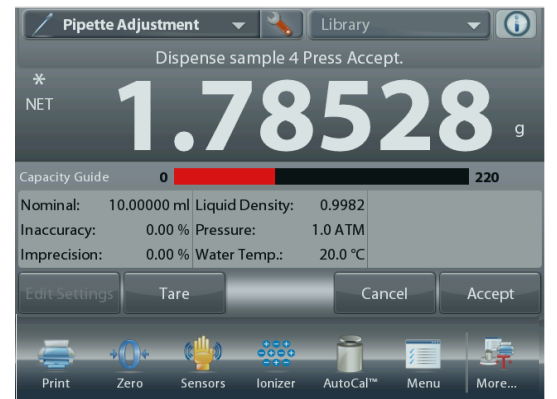 Pipette Adjustment Library
Dispense sample 4 Press Accept.
*
NET
1.78528 g
Capacity Guide 0 220
Nominal: 10.00000 ml Liquid Density: 0.9982
Inaccuracy: 0.00 % Pressure: 1.0 ATM
Imprecision: 0.00 % Water Temp.: 20.0 °C
Edit Settings Tare Cancel Accept
→0← 
Print Zero Sensors Ionizer AutoCal™ Menu More...